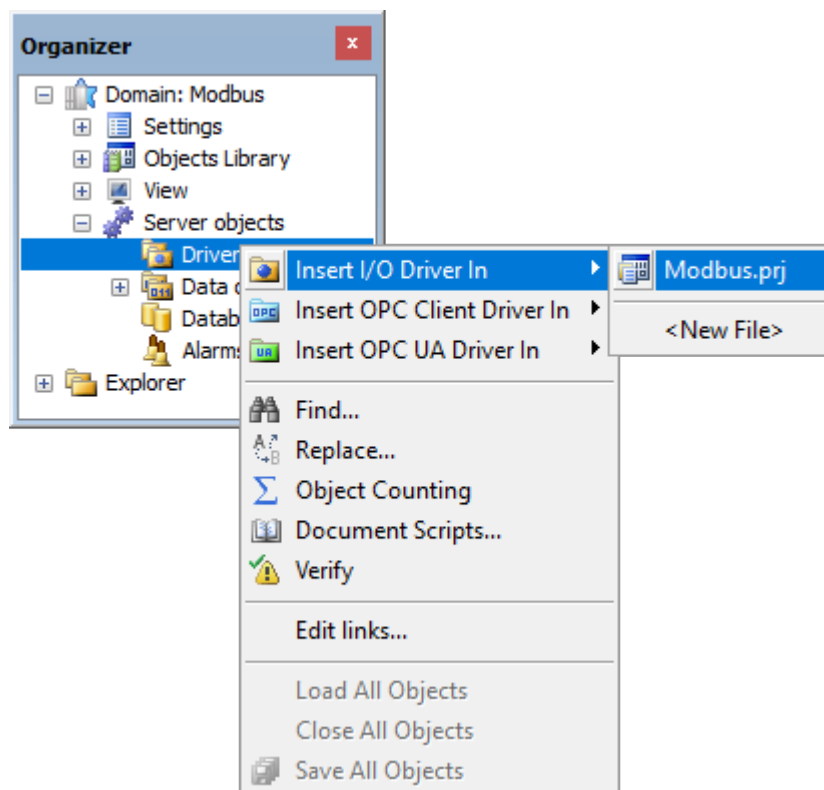 Organizer
x
Domain: Modbus
Settings
Objects Library
View
Server objects
Driver
Data
Datab
Alarms
Explorer
Insert I/O Driver In
Insert OPC Client Driver In
Insert OPC UA Driver In
Find...
Replace...
Object Counting
Document Scripts...
Verify
Edit links...
Load All Objects
Close All Objects
Save All Objects
Modbus.prj
<New File>